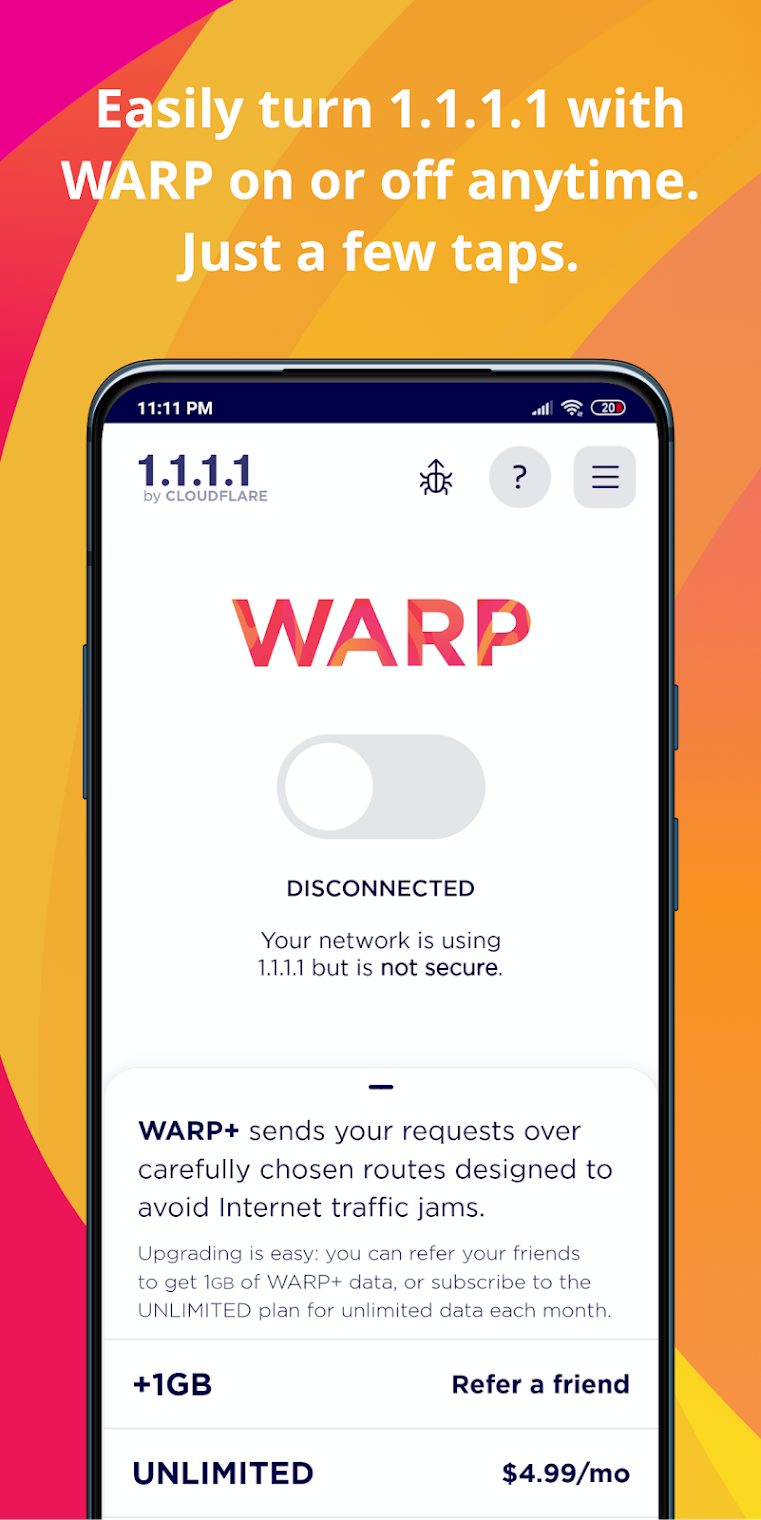 Easily turn 1.1.1.1 with
WARP on or off anytime.
Just a few taps.
11:11 PM
20
1.1.1.1
by CLOUDFLARE
?
WARP
DISCONNECTED
Your network is using
1.1.1.1 but is not secure.
WARP+ sends your requests over
carefully chosen routes designed to
avoid Internet traffic jams.
Upgrading is easy: you can refer your friends
to get 1GB of WARP+ data, or subscribe to the
UNLIMITED plan for unlimited data each month.
+1GB Refer a friend
UNLIMITED $4.99/mo